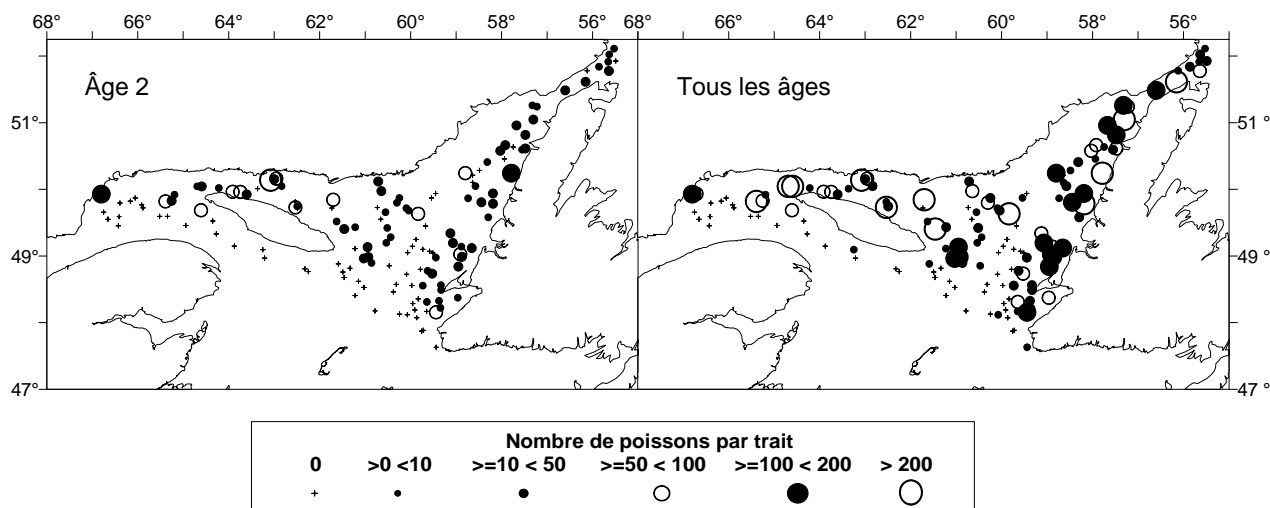 68 66 64 62 60 58 68 66 64 62 60 58 56
Âge 2
Tous les âges
51°
51 °
49°
49 °
47°
47 °
Nombre de poissons par trait
0 >0 <10 >=10 < 50 >=50 < 100 >=100 < 200 > 200